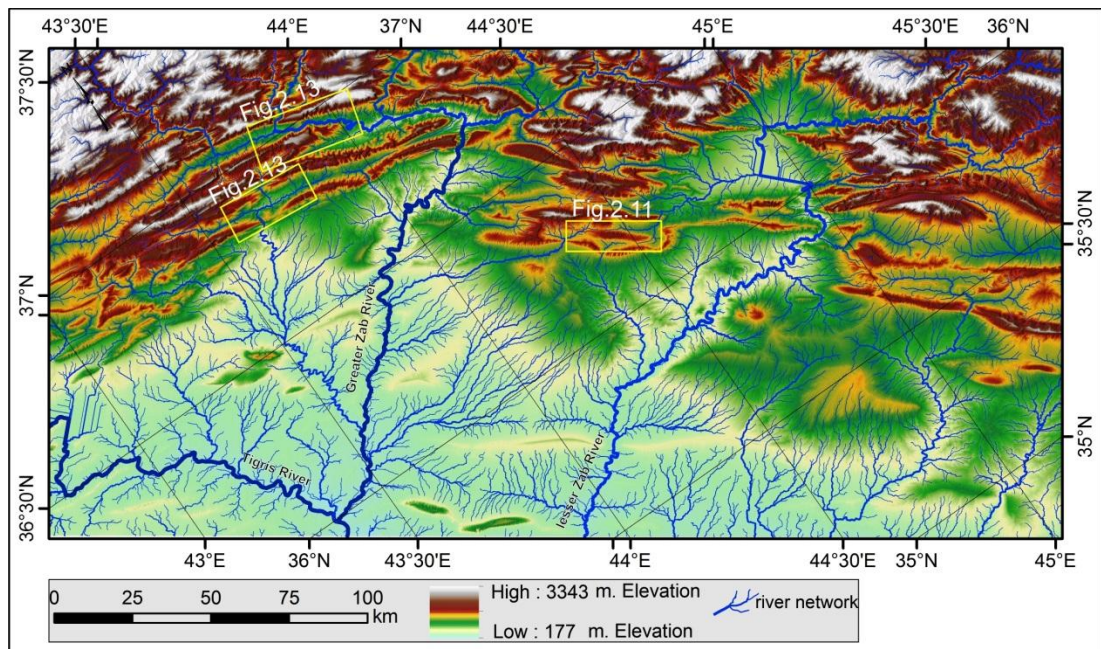 43°30'E 44°E 37°N 44°30'E 45°E 45°30'E 36°N
37°30'N
Fig.2.13
Fig.2.13
Fig.2.11
35°30'N
35°30'E
37°N
Greater Zab River
35°N
Tigris River
lesser Zab River
36°30'N
43°E 36°N 43°30'E 44°E 44°30'E 35°N 45°E
0 25 50 75 100
km
High : 3343 m. Elevation
Low : 177 m. Elevation
river network